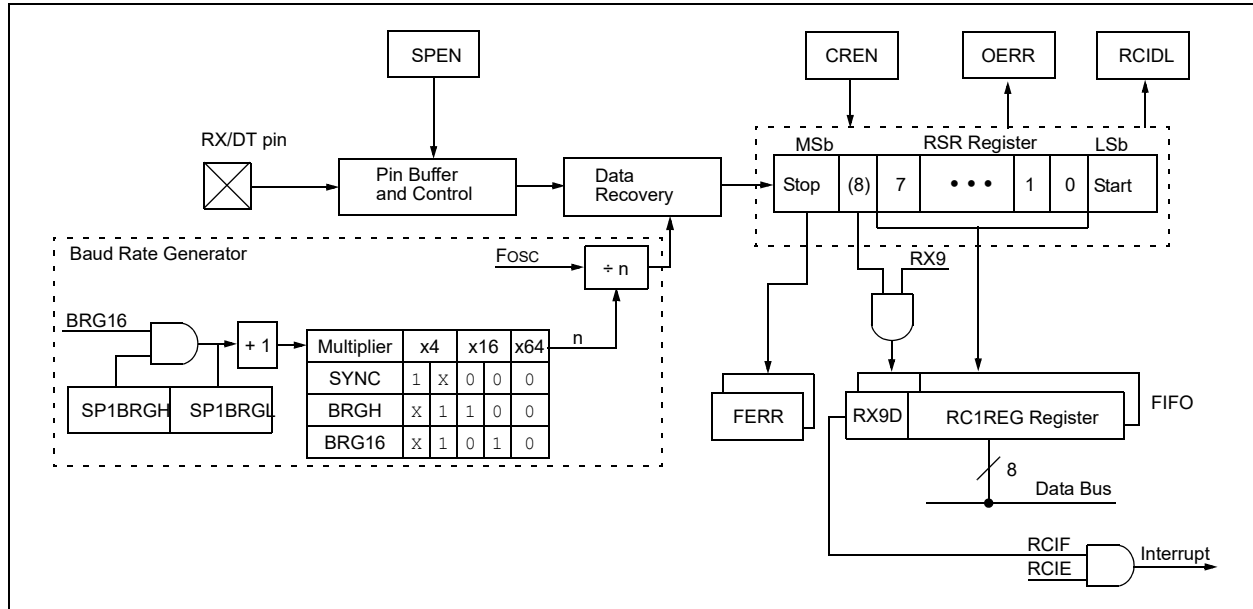 SPEN
CREN
OERR
RCIDL
RX/DT pin
MSb
RSR Register
LSb
Pin Buffer
and Control
Data
Recovery
Stop (8) 7 • • • 1 0 Start
Baud Rate Generator
FOSC
÷ n
RX9
BRG16
+ 1
n
Multiplier x4 x16 x64
SYNC 1 X 0 0 0
BRGH X 1 1 0 0
BRG16 X 1 0 1 0
SP1BRGH SP1BRGL
FERR
RX9D
RC1REG Register
FIFO
8
Data Bus
RCIF
RCIE
Interrupt